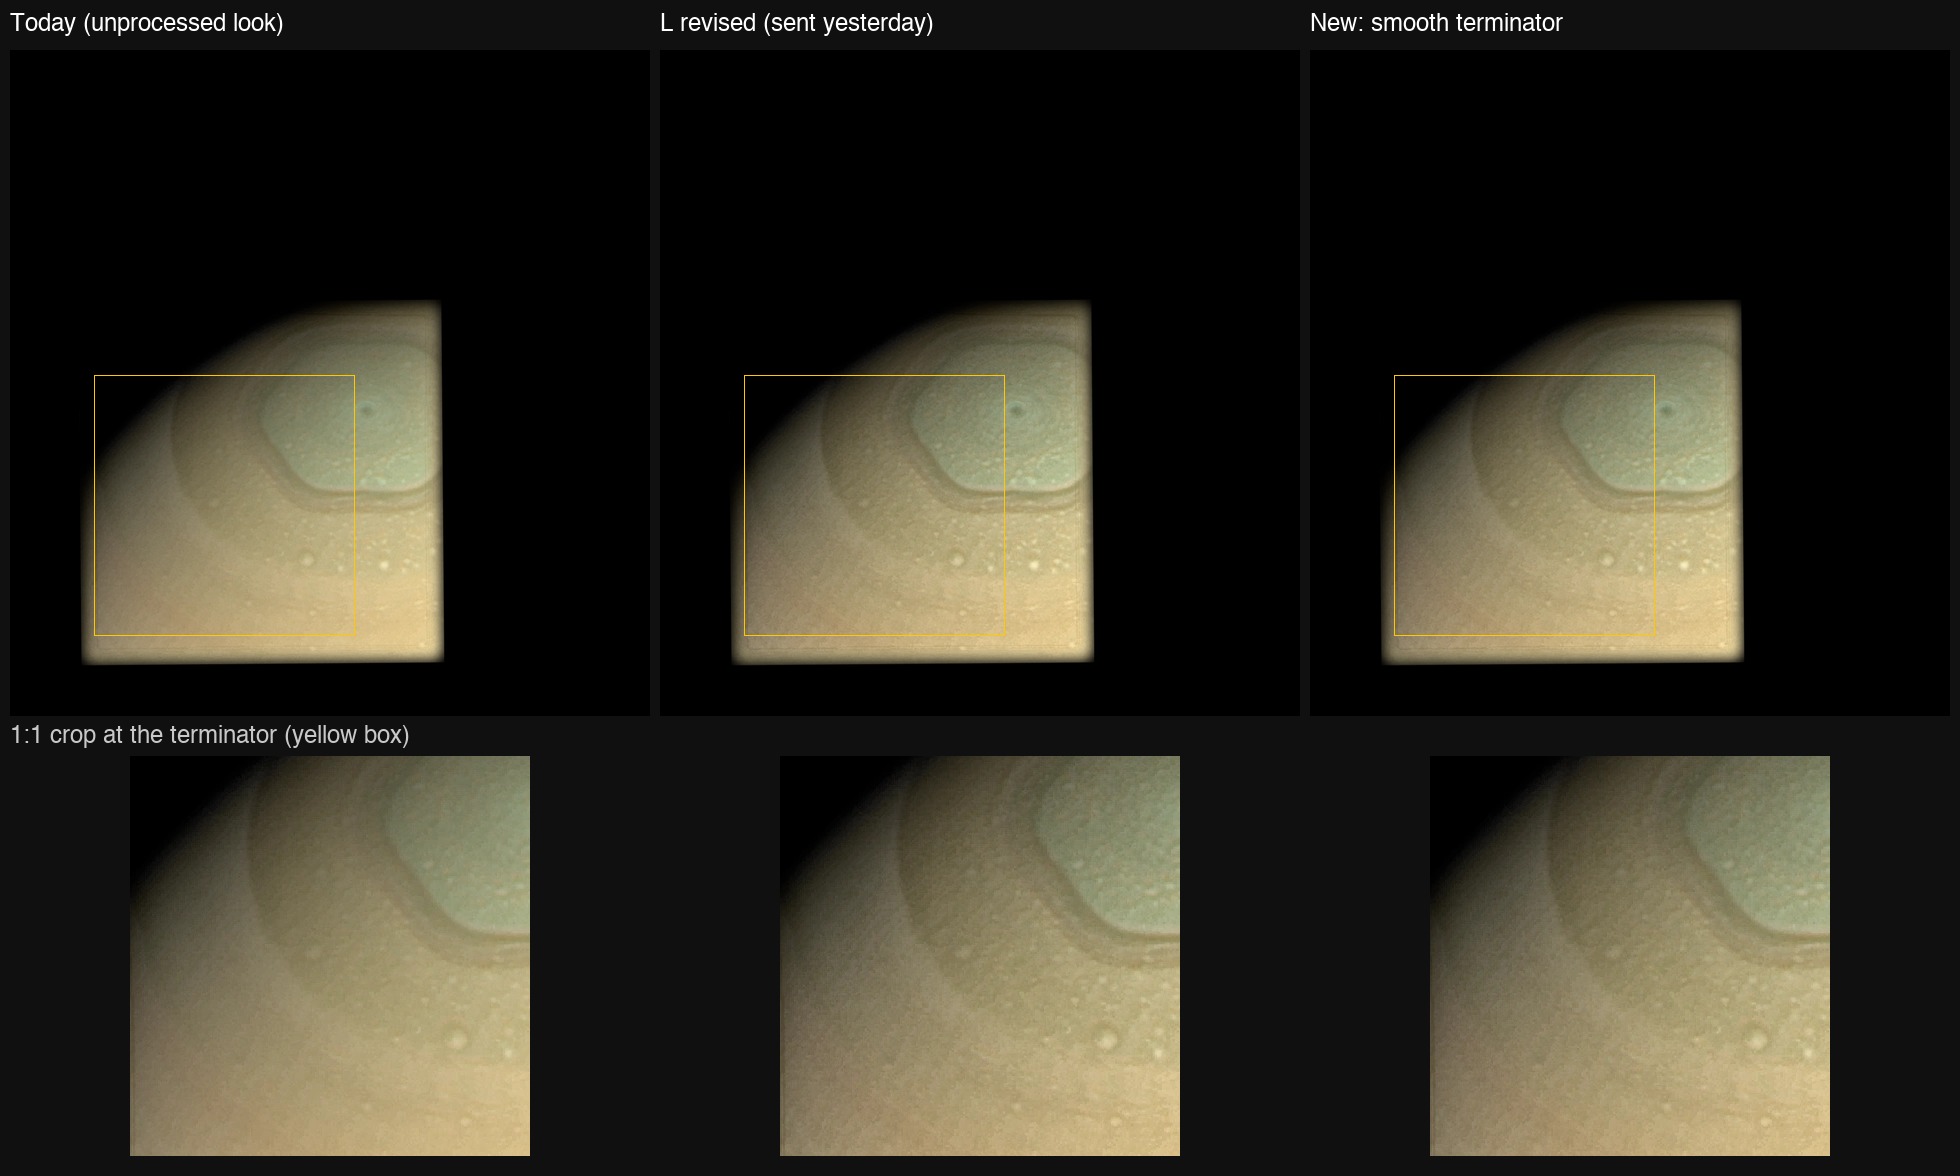 Today (unprocessed look)
L revised (sent yesterday)
New: smooth terminator
1:1 crop at the terminator (yellow box)